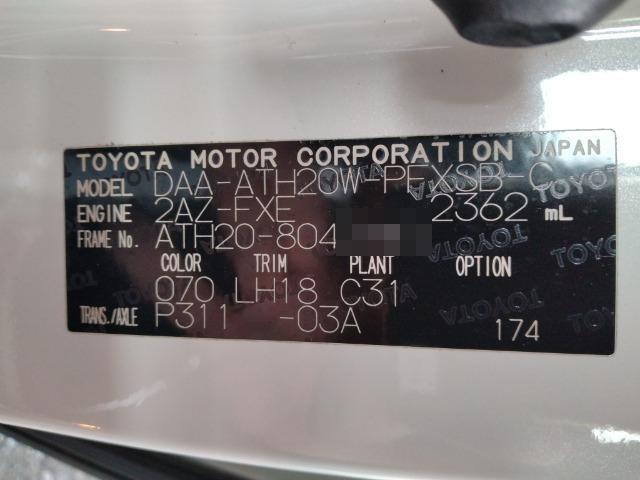 TOYOTA MOTOR CORPORATION JAPAN
MODEL DAA-ATH20W-PFXSB-C
ENGINE 2AZ-FXE 2362 mL
FRAME No. ATH20-804
COLOR TRIM PLANT OPTION
070 LH18 C31
TRANS./AXLE P311 -03A
174